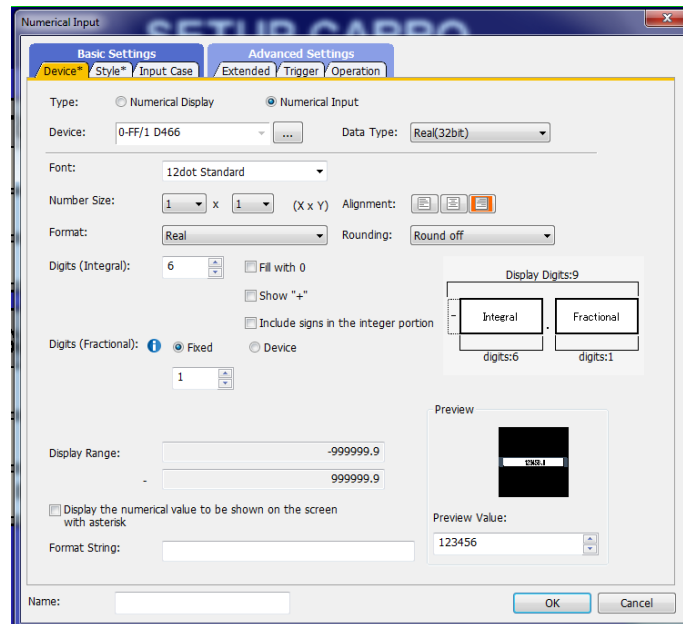 Numerical Input
SETUP CARRO
Basic Settings
Advanced Settings
Device* Style* Input Case Extended Trigger Operation
Type: Numerical Display Numerical Input
Device: 0-FF/1 D466 ... Data Type: Real(32bit)
Font: 12dot Standard
Number Size: 1 x 1 (X x Y) Alignment:
Format: Real Rounding: Round off
Digits (Integral): 6 Fill with 0
Show "+"
Include signs in the integer portion
Display Digits:9
- Integral . Fractional
digits:6 digits:1
Digits (Fractional): Fixed Device
1
Display Range: -999999.9
- 999999.9
Display the numerical value to be shown on the screen
with asterisk
Format String:
Preview
Preview Value:
123456
Name:
OK Cancel